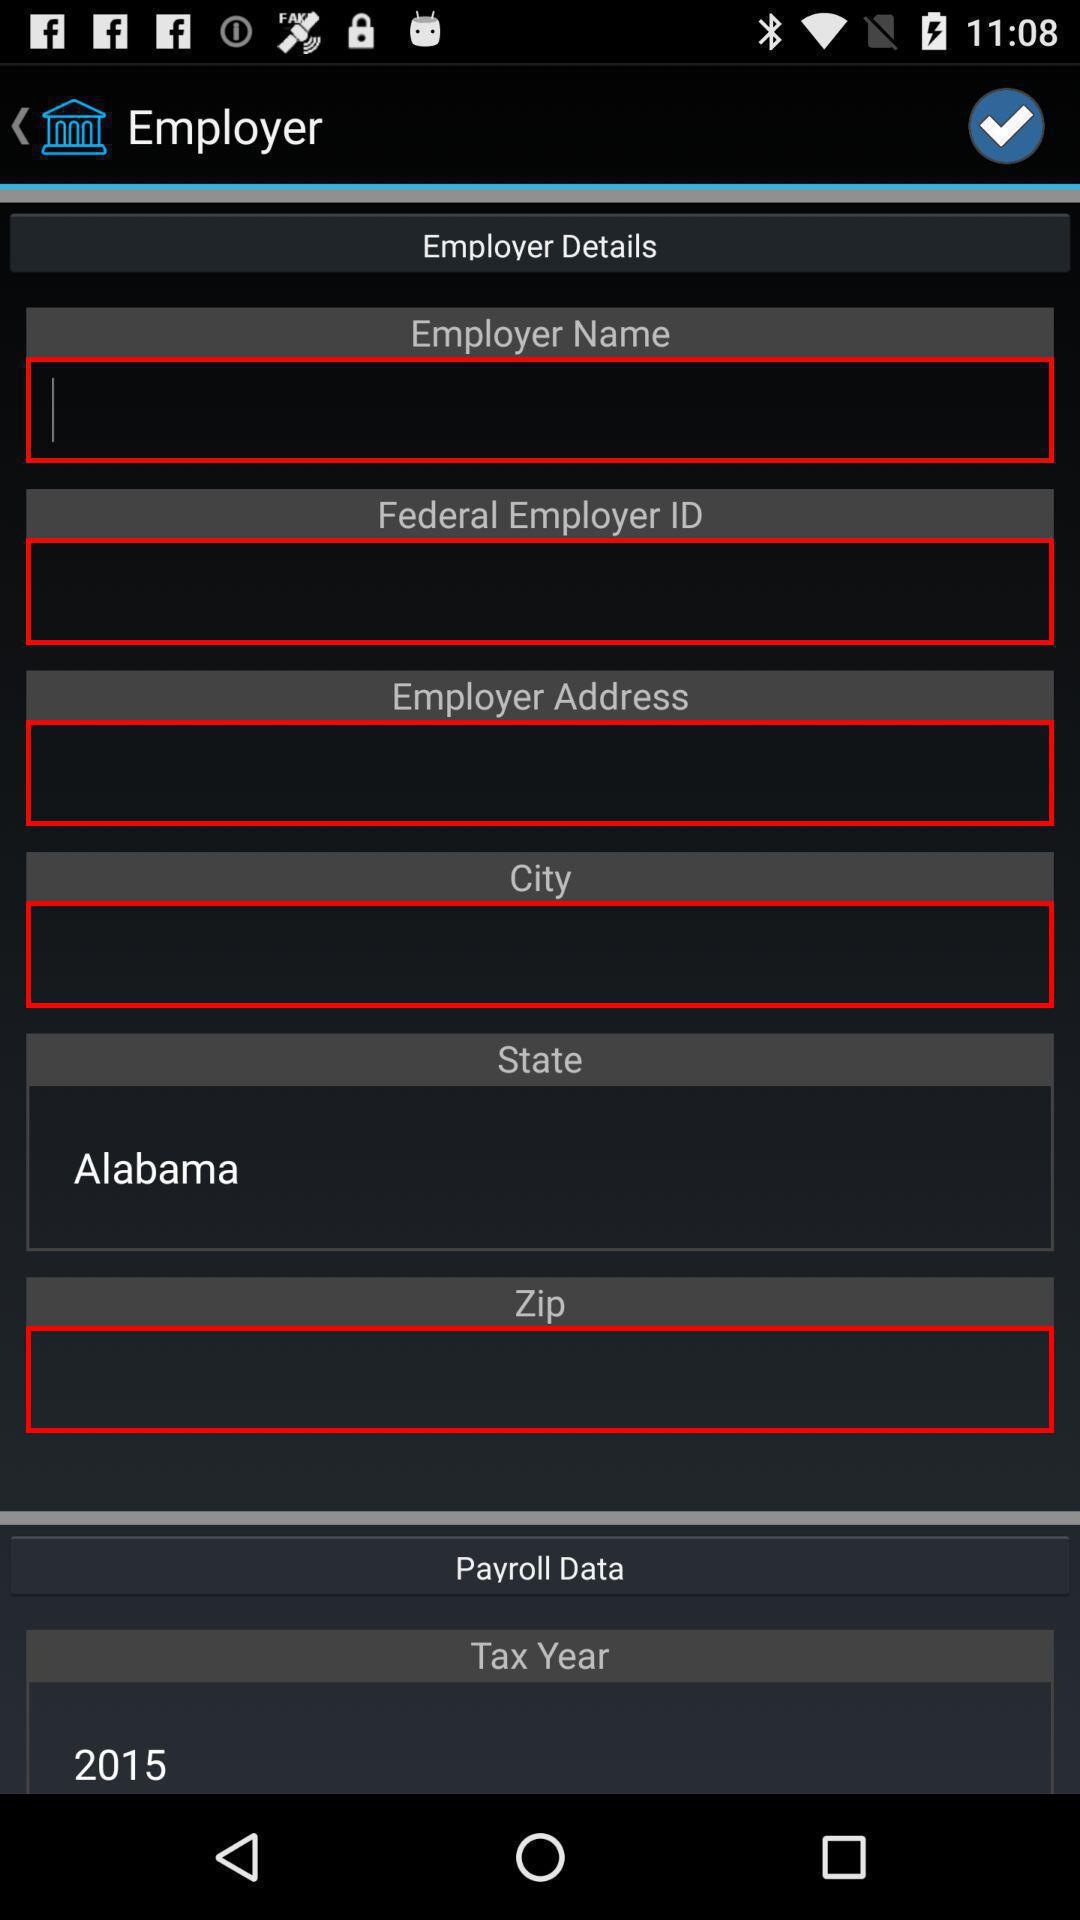 FAKE
11:08
Employer
Employer Details
Employer Name
Federal Employer ID
Employer Address
City
State
Alabama
Zip
Payroll Data
Tax Year
2015